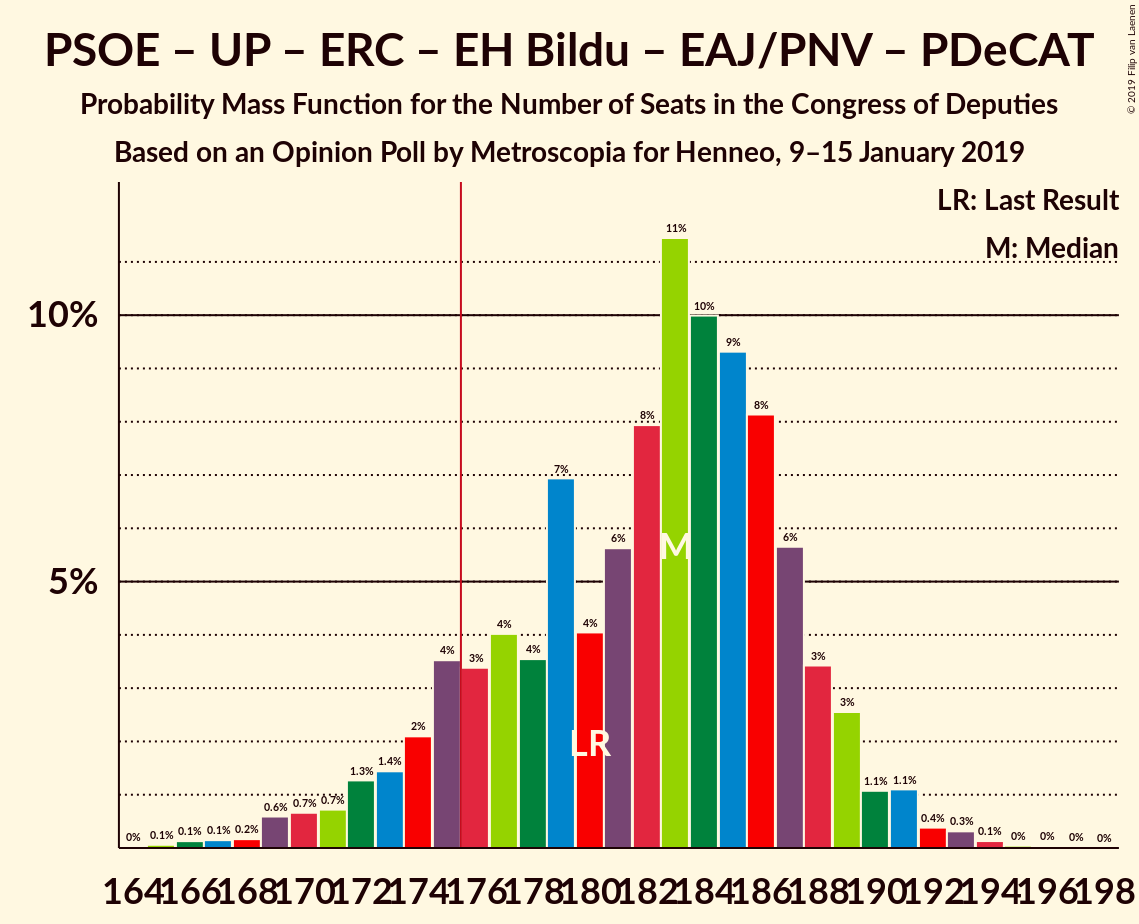 PSOE – UP – ERC – EH Bildu – EAJ/PNV – PDeCAT
Probability Mass Function for the Number of Seats in the Congress of Deputies
Based on an Opinion Poll by Metroscopia for Henneo, 9–15 January 2019
© 2019 Filip van Laenen
LR: Last Result
M: Median
10%
5%
0% 0.1% 0.1% 0.1% 0.2% 0.6% 0.7% 0.7% 1.3% 1.4% 2% 4% 3% 4% 4% 7% 4% 6% 8% 11% 10% 9% 8% 6% 3% 3% 1.1% 1.1% 0.4% 0.3% 0.1% 0% 0% 0% 0%
M
LR
164 166 168 170 172 174 176 178 180 182 184 186 188 190 192 194 196 198